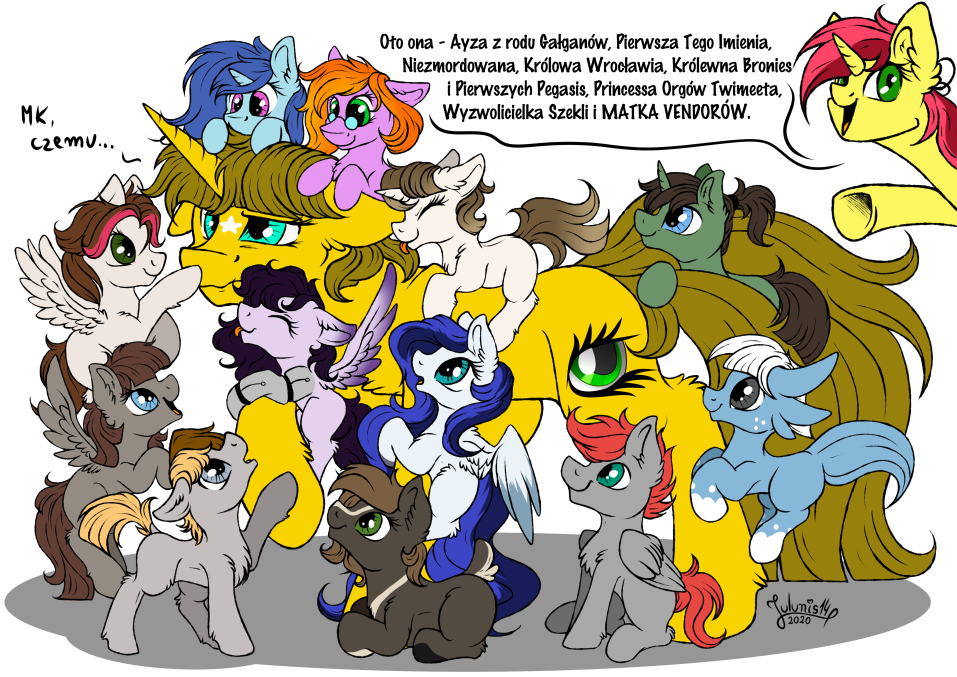 Oto ona - Ayza z rodu Gałganów, Pierwsza Tego Imienia,
Niezmordowana, Królowa Wrocławia, Królewna Bronies
i Pierwszych Pegasis, Princessa Orgów Twimeeta,
Wyzwolicielka Szekli i MATKA VENDORÓW.
MK,
czemu...
Julunis14
2020